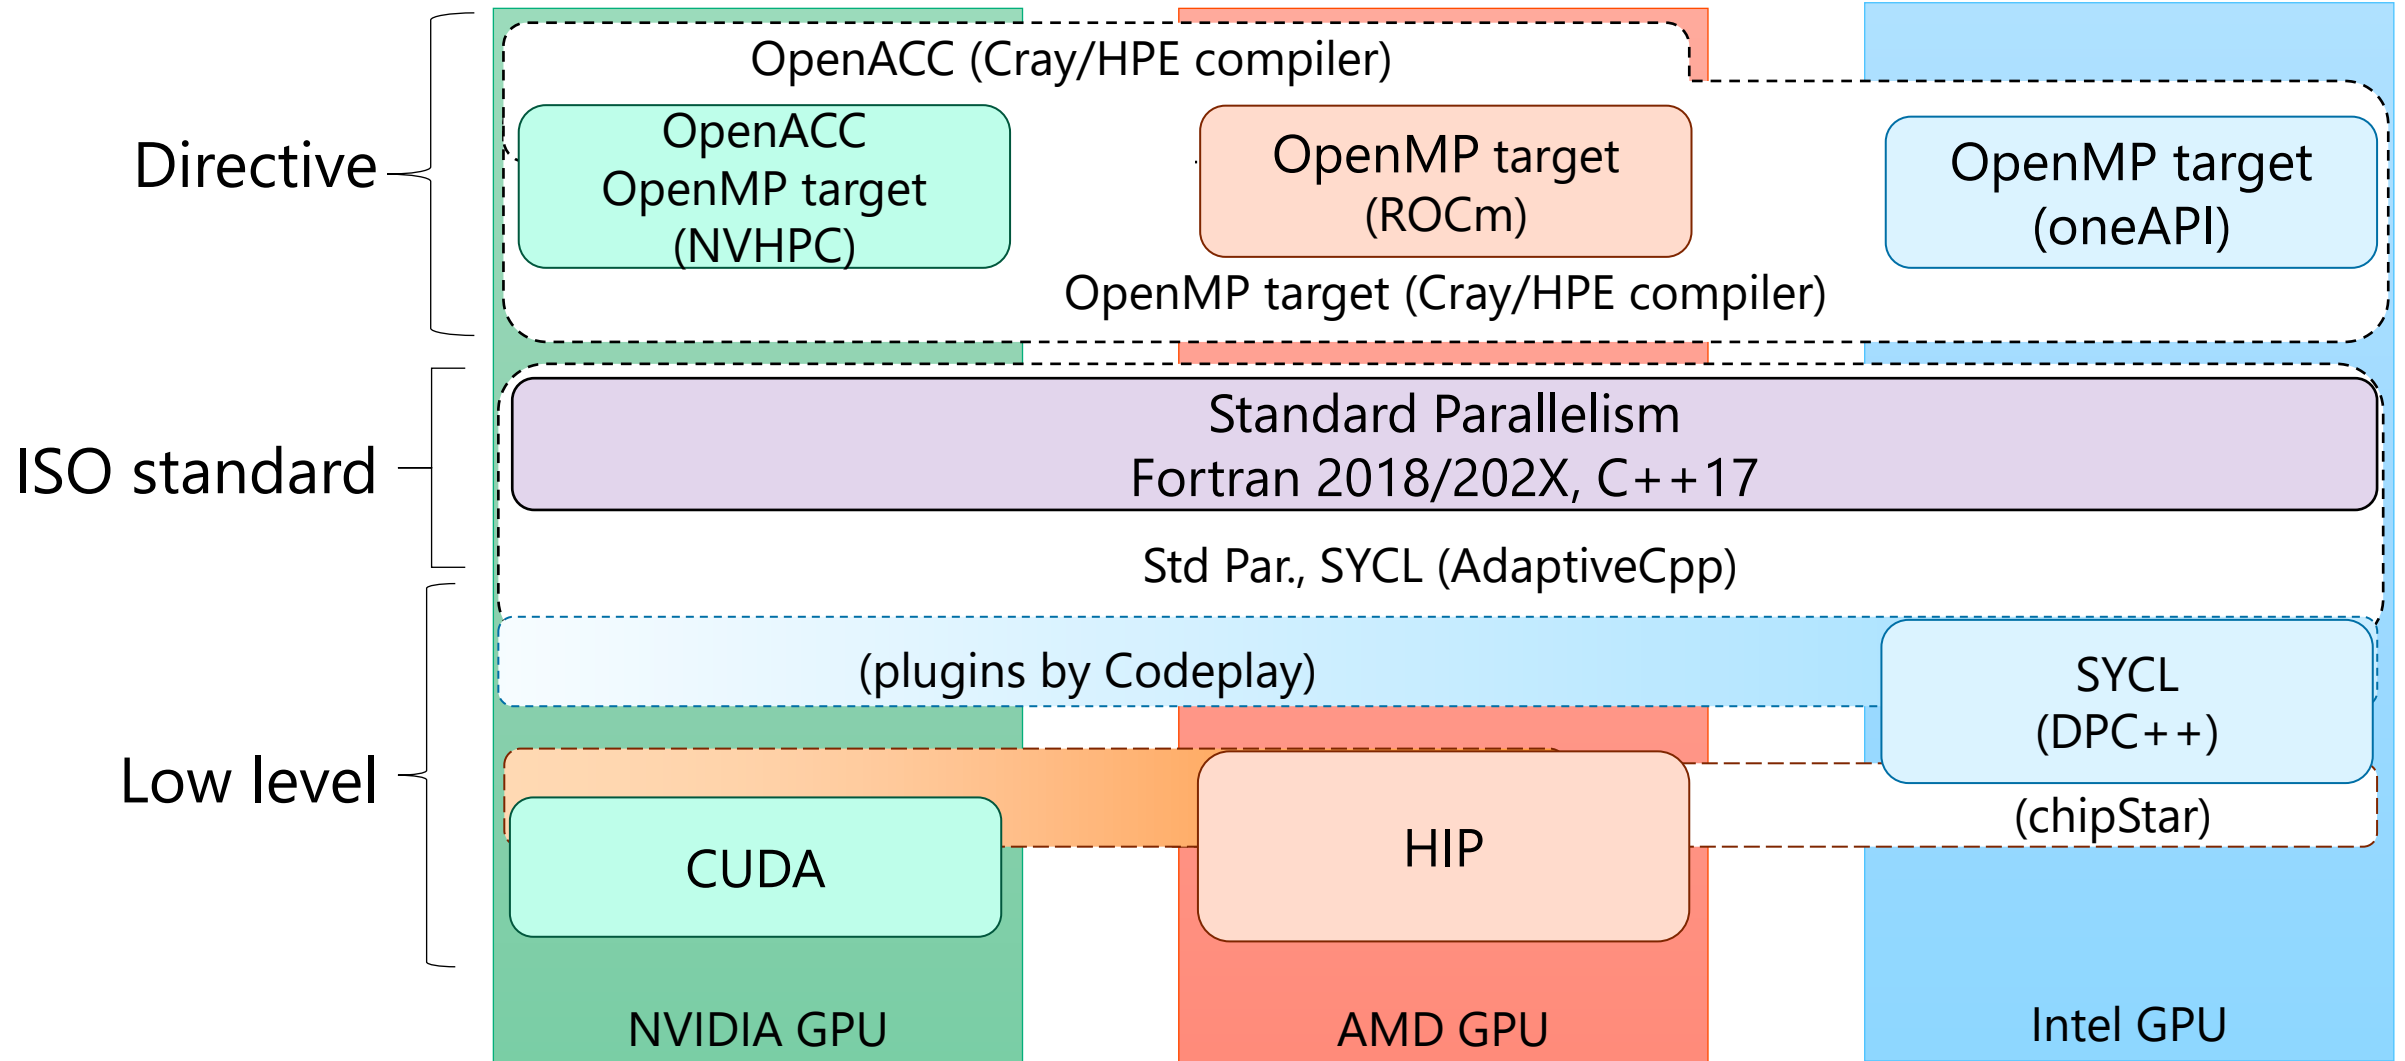 OpenACC (Cray/HPE compiler)
Directive
OpenACC
OpenMP target
(NVHPC)
OpenMP target
(ROCm)
OpenMP target
(oneAPI)
OpenMP target (Cray/HPE compiler)
ISO standard
Standard Parallelism
Fortran 2018/202X, C++17
Std Par., SYCL (AdaptiveCpp)
Low level
(plugins by Codeplay)
SYCL
(DPC++)
(chipStar)
CUDA
HIP
NVIDIA GPU
AMD GPU
Intel GPU